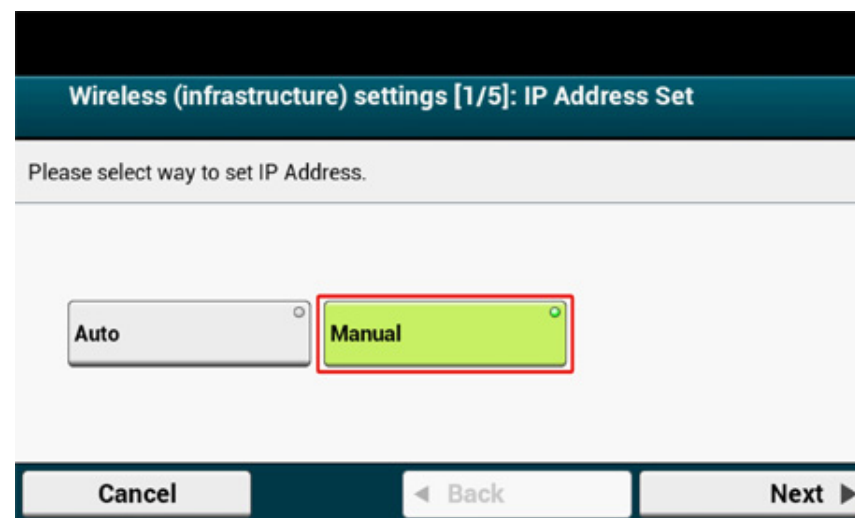 Wireless (infrastructure) settings [1/5]: IP Address Set
Please select way to set IP Address.
Auto
Manual
Cancel
Back
Next